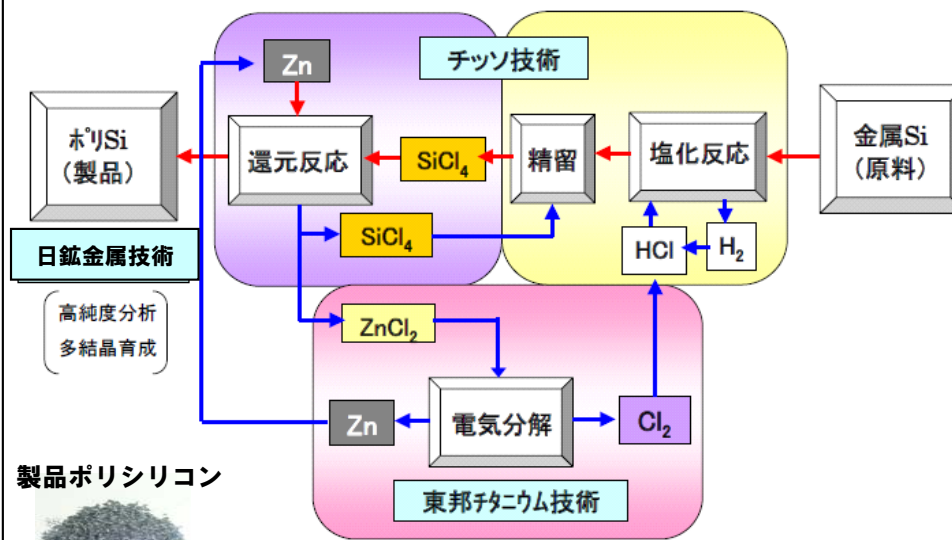 Zn
チッソ技術
ポリSi
(製品)
還元反応
SiCl4
精留
塩化反応
金属Si
(原料)
SiCl4
HCl
H2
日鉱金属技術
高純度分析
多結晶育成
ZnCl2
Zn
電気分解
Cl2
製品ポリシリコン
東邦チタニウム技術